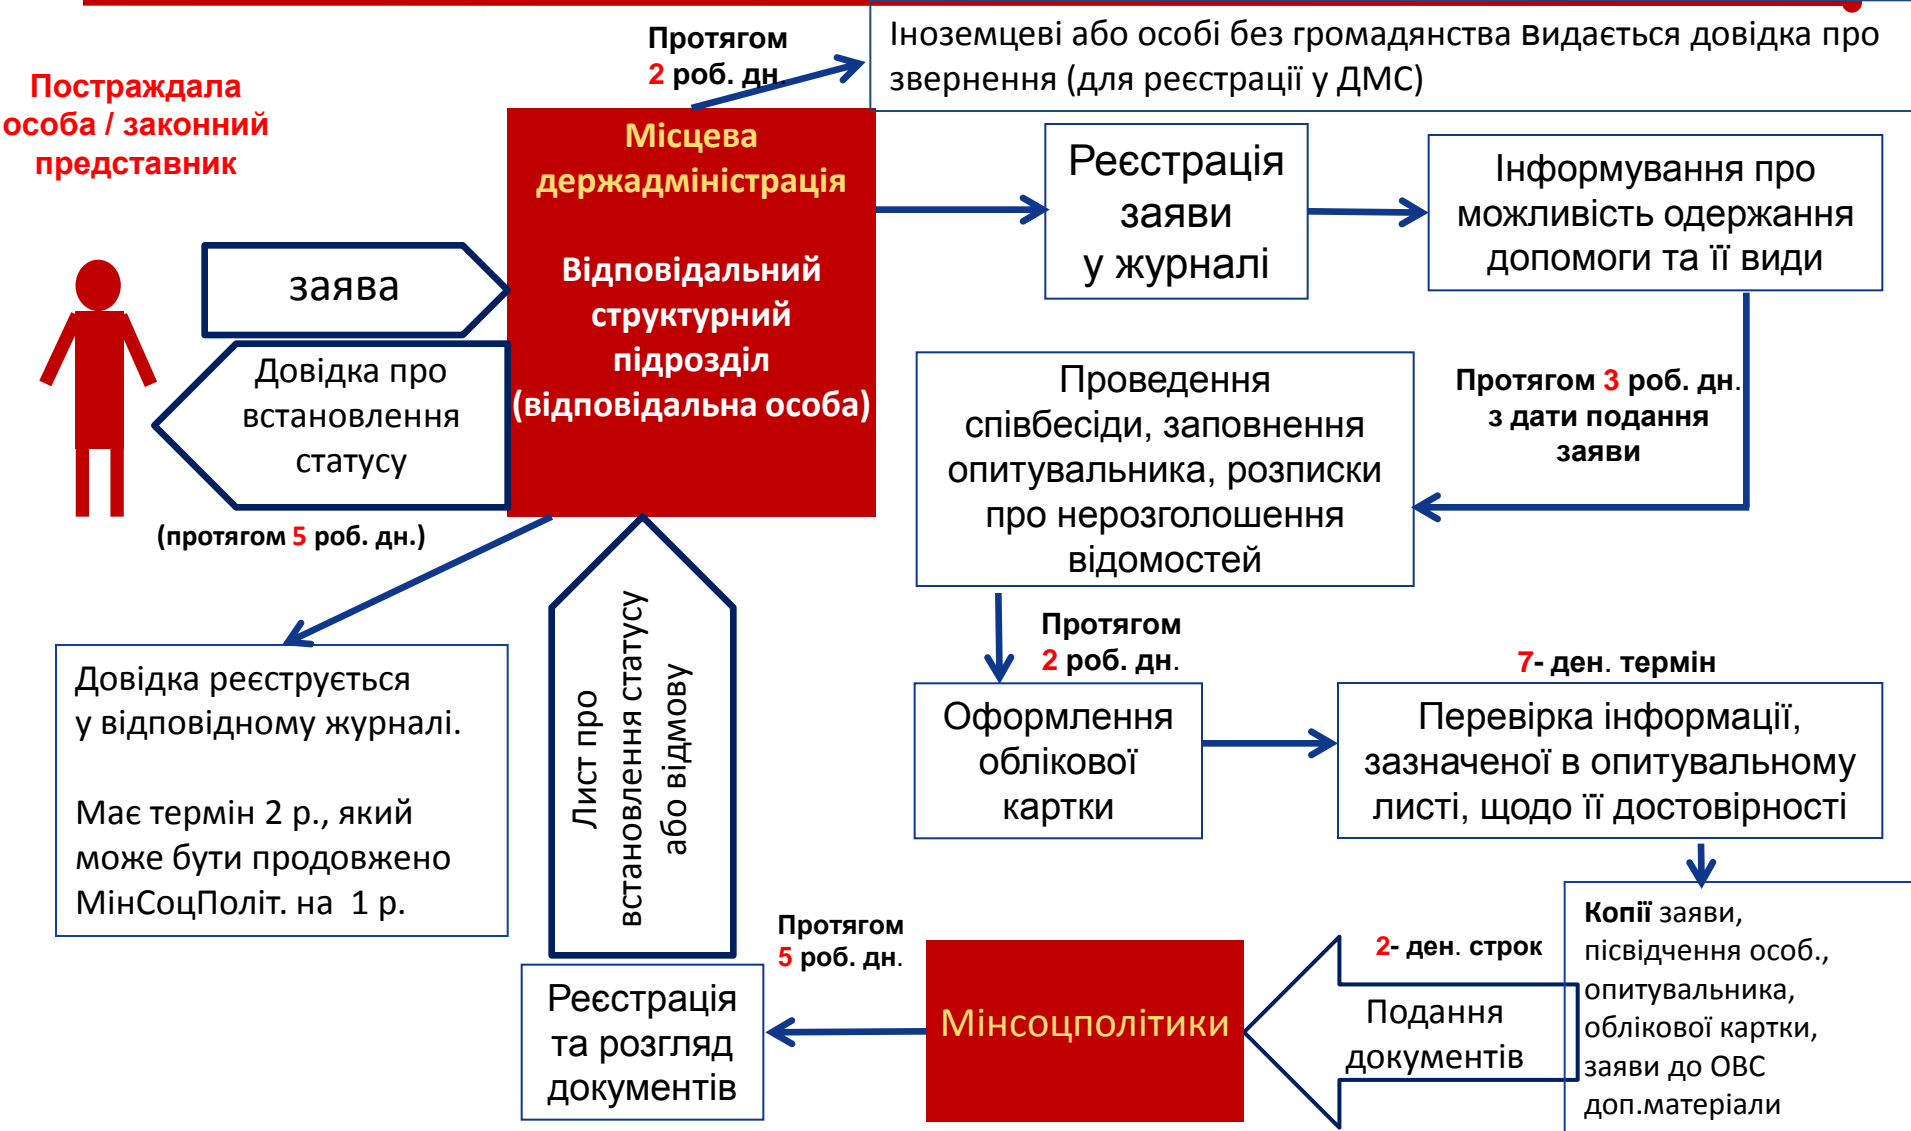 Протягом
2 роб. дн.
Іноземцеві або особі без громадянства видається довідка про
звернення (для реєстрації у ДМС)
Постраждала
особа / законний
представник
Місцева
держадміністрація
Відповідальний
структурний
підрозділ
(відповідальна особа)
Реєстрація
заяви
у журналі
Інформування про
можливість одержання
допомоги та її види
заява
Довідка про
встановлення
статусу
(протягом 5 роб. дн.)
Протягом 3 роб. дн.
з дати подання
заяви
Проведення
співбесіди, заповнення
опитувальника, розписки
про нерозголошення
відомостей
Протягом
2 роб. дн.
7- ден. термін
Оформлення
облікової
картки
Перевірка інформації,
зазначеної в опитувальному
листі, щодо її достовірності
Довідка реєструється
у відповідному журналі.
Має термін 2 р., який
може бути продовжено
МінСоцПоліт. на 1 р.
Лист про
встановлення статусу
або відмову
Протягом
5 роб. дн.
Реєстрація
та розгляд
документів
Мінсоцполітики
2- ден. строк
Подання
документів
Копії заяви,
пісвідчення особ.,
опитувальника,
облікової картки,
заяви до ОВС
доп.матеріали